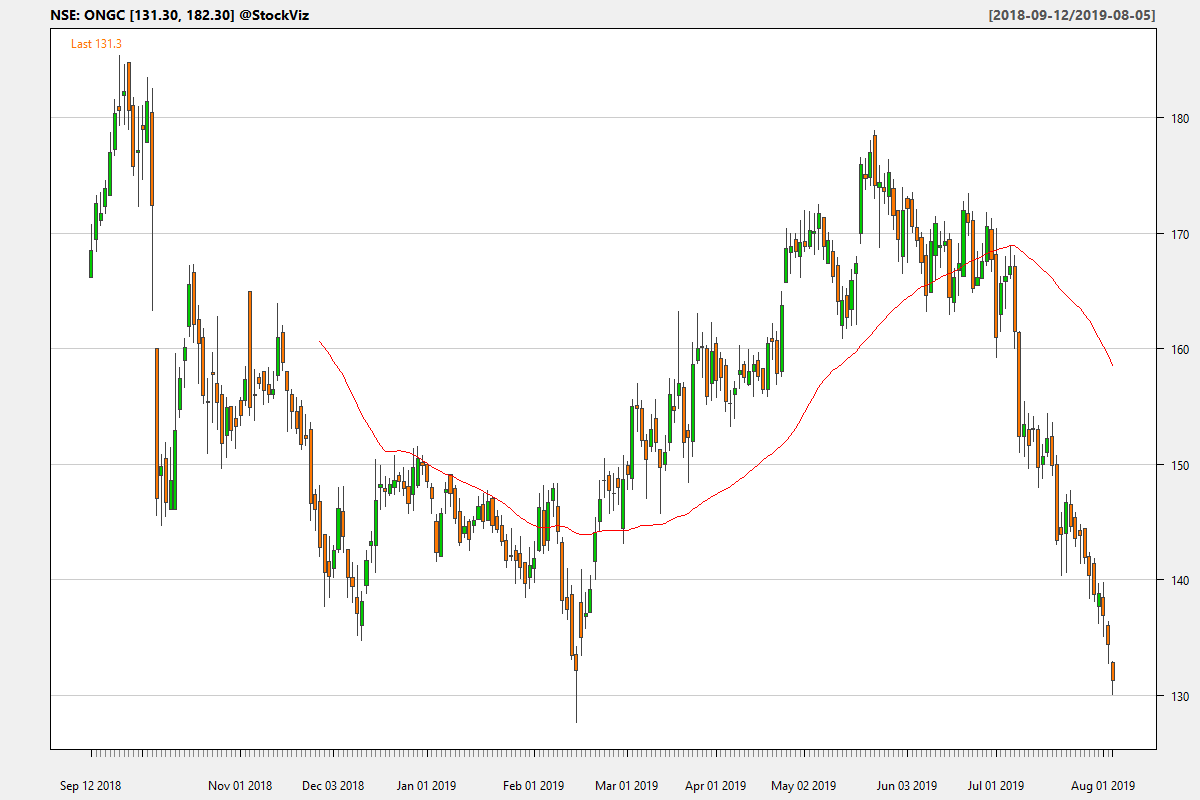 NSE: ONGC [131.30, 182.30] @StockViz
[2018-09-12/2019-08-05]
Last 131.3
180
170
160
150
140
130
Sep 12 2018 Nov 01 2018 Dec 03 2018 Jan 01 2019 Feb 01 2019 Mar 01 2019 Apr 01 2019 May 02 2019 Jun 03 2019 Jul 01 2019 Aug 01 2019